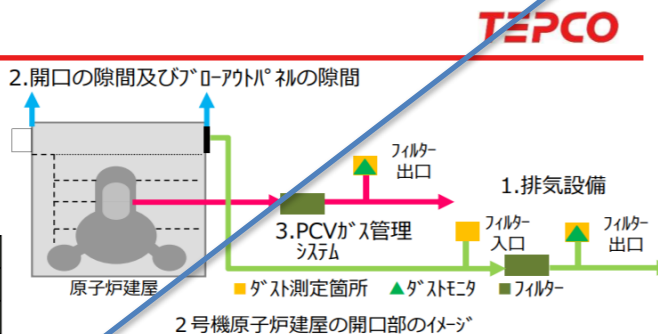 TEPCO
2.開口の隙間及びﾌﾞﾛｰｱｳﾄﾊﾟﾈﾙの隙間
ﾌｨﾙﾀｰ
出口
1.排気設備
3.PCVｶﾞｽ管理
ｼｽﾃﾑ
ﾌｨﾙﾀｰ
入口
ﾌｨﾙﾀｰ
出口
原子炉建屋
ﾀﾞｽﾄ測定箇所
ﾀﾞｽﾄﾓﾆﾀ
ﾌｨﾙﾀｰ
2号機原子炉建屋の開口部のｲﾒｰｼﾞ